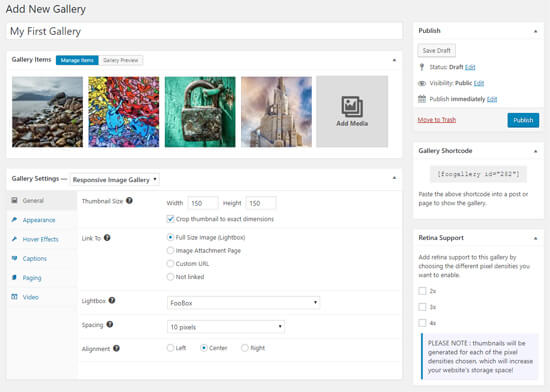 Add New Gallery
My First Gallery
Gallery Items Manage Items Gallery Preview
Add Media
Gallery Settings — Responsive Image Gallery
General
Appearance
Hover Effects
Captions
Paging
Video
Thumbnail Size ? Width 150 Height 150
Crop thumbnail to exact dimensions
Link To ? Full Size Image (Lightbox)
Image Attachment Page
Custom URL
Not linked
Lightbox ? FooBox
Spacing ? 10 pixels
Alignment ? Left Center Right
Publish
Save Draft
Status: Draft Edit
Visibility: Public Edit
Publish immediately Edit
Move to Trash Publish
Gallery Shortcode
[foogallery id="252"]
Paste the above shortcode into a post
or page to show the gallery.
Retina Support
Add retina support to this gallery by
choosing the different pixel densities you
want to enable.
2x
3x
4x
PLEASE NOTE : thumbnails will be
generated for each of the pixel
densities chosen, which will increase
your website's storage space!